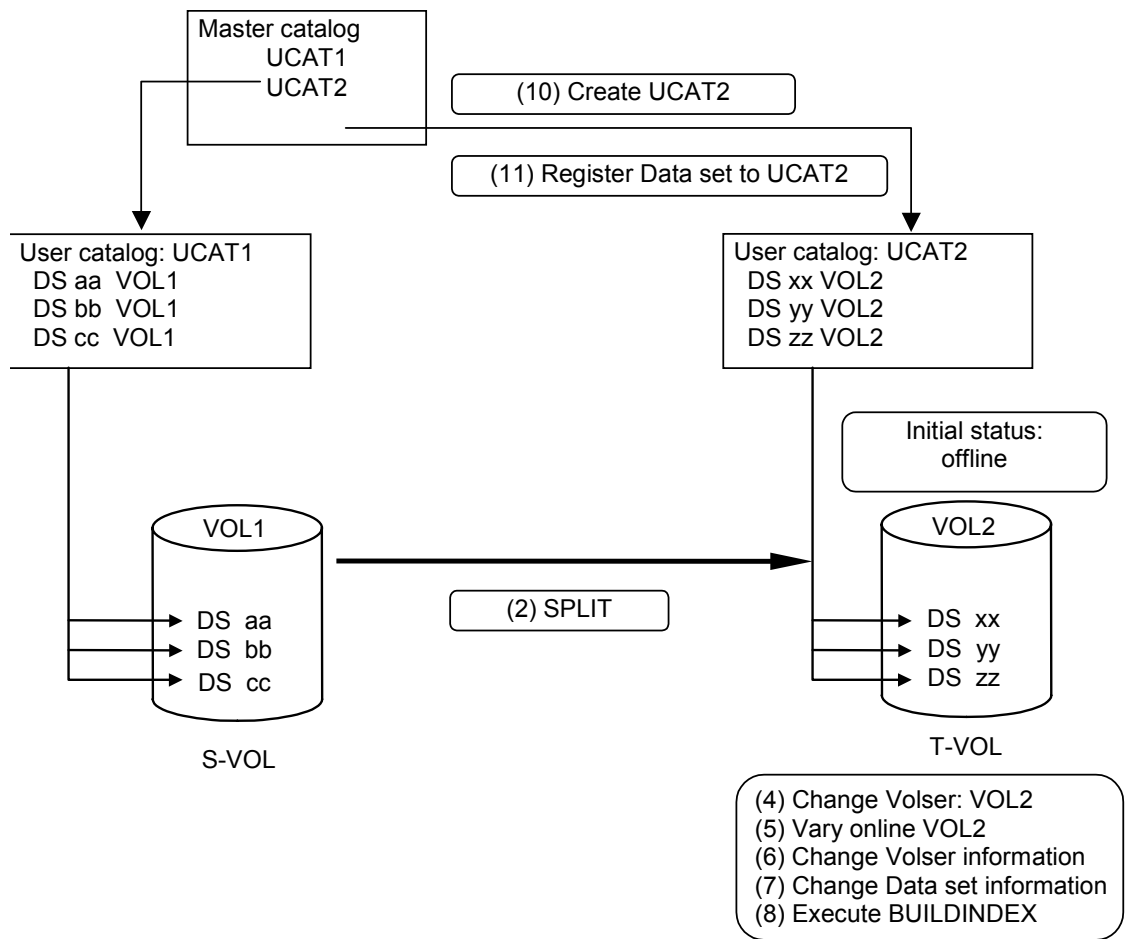 Master catalog
UCAT1
UCAT2
(10) Create UCAT2
(11) Register Data set to UCAT2
User catalog: UCAT1
DS aa VOL1
DS bb VOL1
DS cc VOL1
User catalog: UCAT2
DS xx VOL2
DS yy VOL2
DS zz VOL2
Initial status:
offline
VOL1
DS aa
DS bb
DS cc
S-VOL
(2) SPLIT
VOL2
DS xx
DS yy
DS zz
T-VOL
(4) Change Volser: VOL2
(5) Vary online VOL2
(6) Change Volser information
(7) Change Data set information
(8) Execute BUILDINDEX